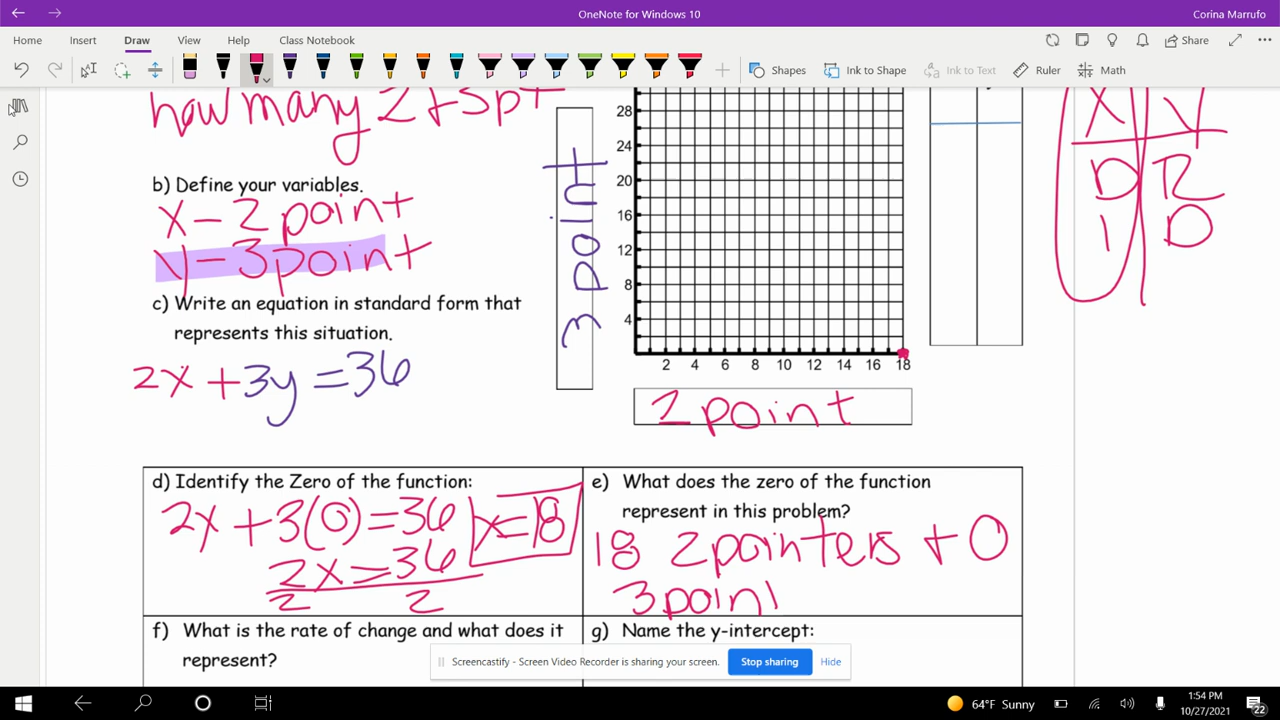 OneNote for Windows 10
Corina Marrufo
Home Insert Draw View Help Class Notebook
Share
Shapes Ink to Shape Ink to Text Ruler Math
how many 2 + 3pt
b) Define your variables.
x - 2 point
y - 3 point
c) Write an equation in standard form that
represents this situation.
2x + 3y = 36
3 point
28
24
20
16
12
8
4
2 4 6 8 10 12 14 16 18
2 point
X Y
D R
I D
d) Identify the Zero of the function:
2x + 3(0) = 36 x = 18
2x = 36
2 2
e) What does the zero of the function
represent in this problem?
18 2 pointers + 0
3 poin
f) What is the rate of change and what does it
represent?
g) Name the y-intercept:
Screencastify - Screen Video Recorder is sharing your screen. Stop sharing Hide
64°F Sunny
1:54 PM
10/27/2021
22